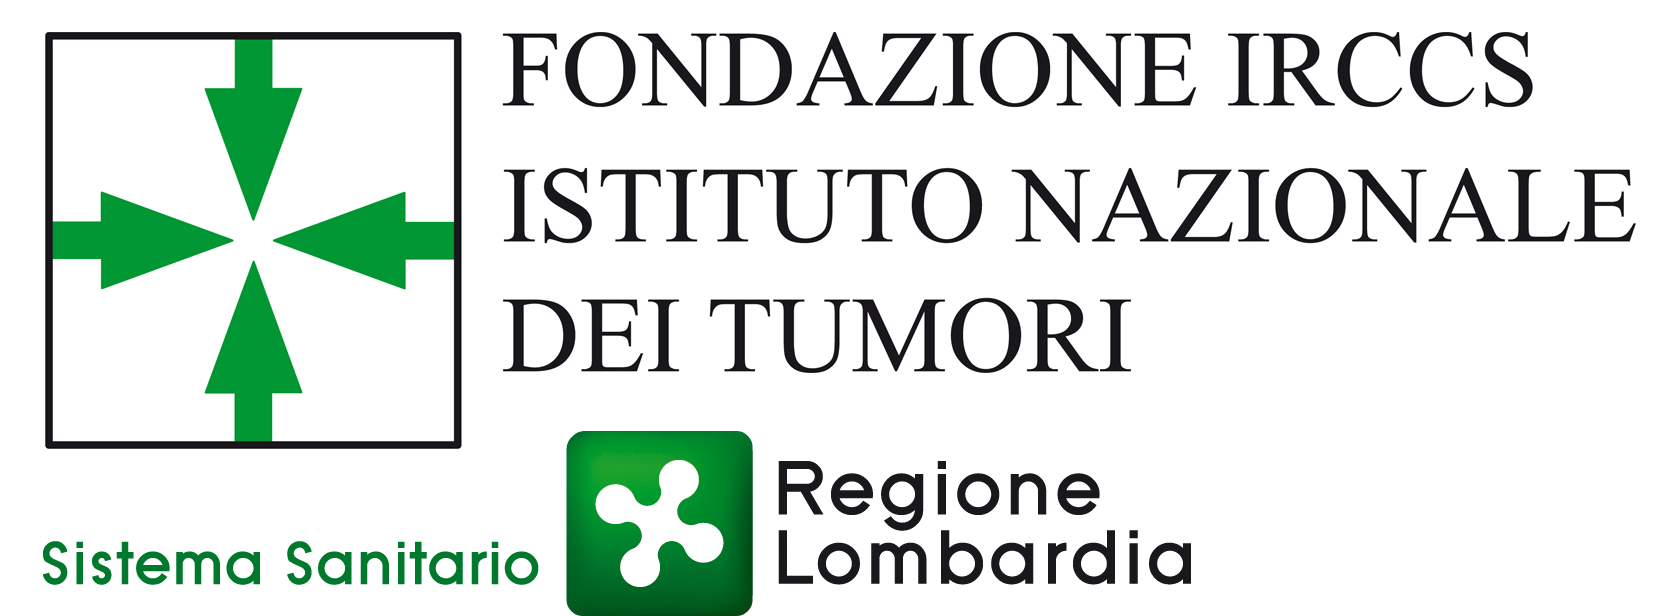 FONDAZIONE IRCCS
ISTITUTO NAZIONALE
DEI TUMORI
Sistema Sanitario
Regione
Lombardia